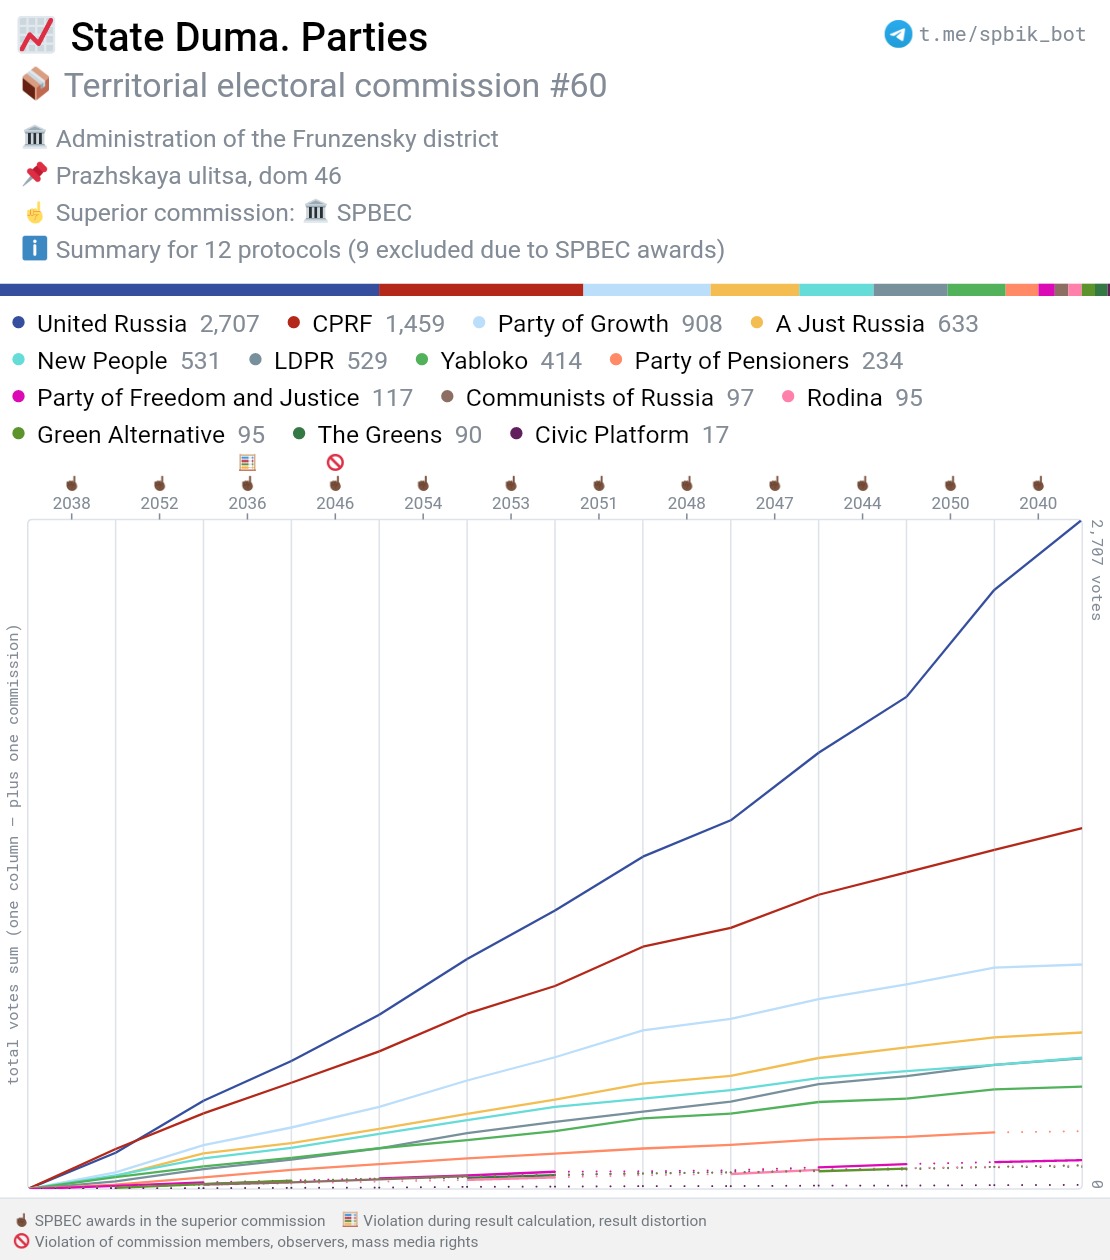 State Duma. Parties
t.me/spbik_bot
Territorial electoral commission #60
Administration of the Frunzensky district
Prazhskaya ulitsa, dom 46
Superior commission: SPBEC
Summary for 12 protocols (9 excluded due to SPBEC awards)
United Russia 2,707 CPRF 1,459 Party of Growth 908 A Just Russia 633
New People 531 LDPR 529 Yabloko 414 Party of Pensioners 234
Party of Freedom and Justice 117 Communists of Russia 97 Rodina 95
Green Alternative 95 The Greens 90 Civic Platform 17
2038 2052 2036 2046 2054 2053 2051 2048 2047 2044 2050 2040
2,707 votes
total votes sum (one column — plus one commission)
0
SPBEC awards in the superior commission Violation during result calculation, result distortion
Violation of commission members, observers, mass media rights